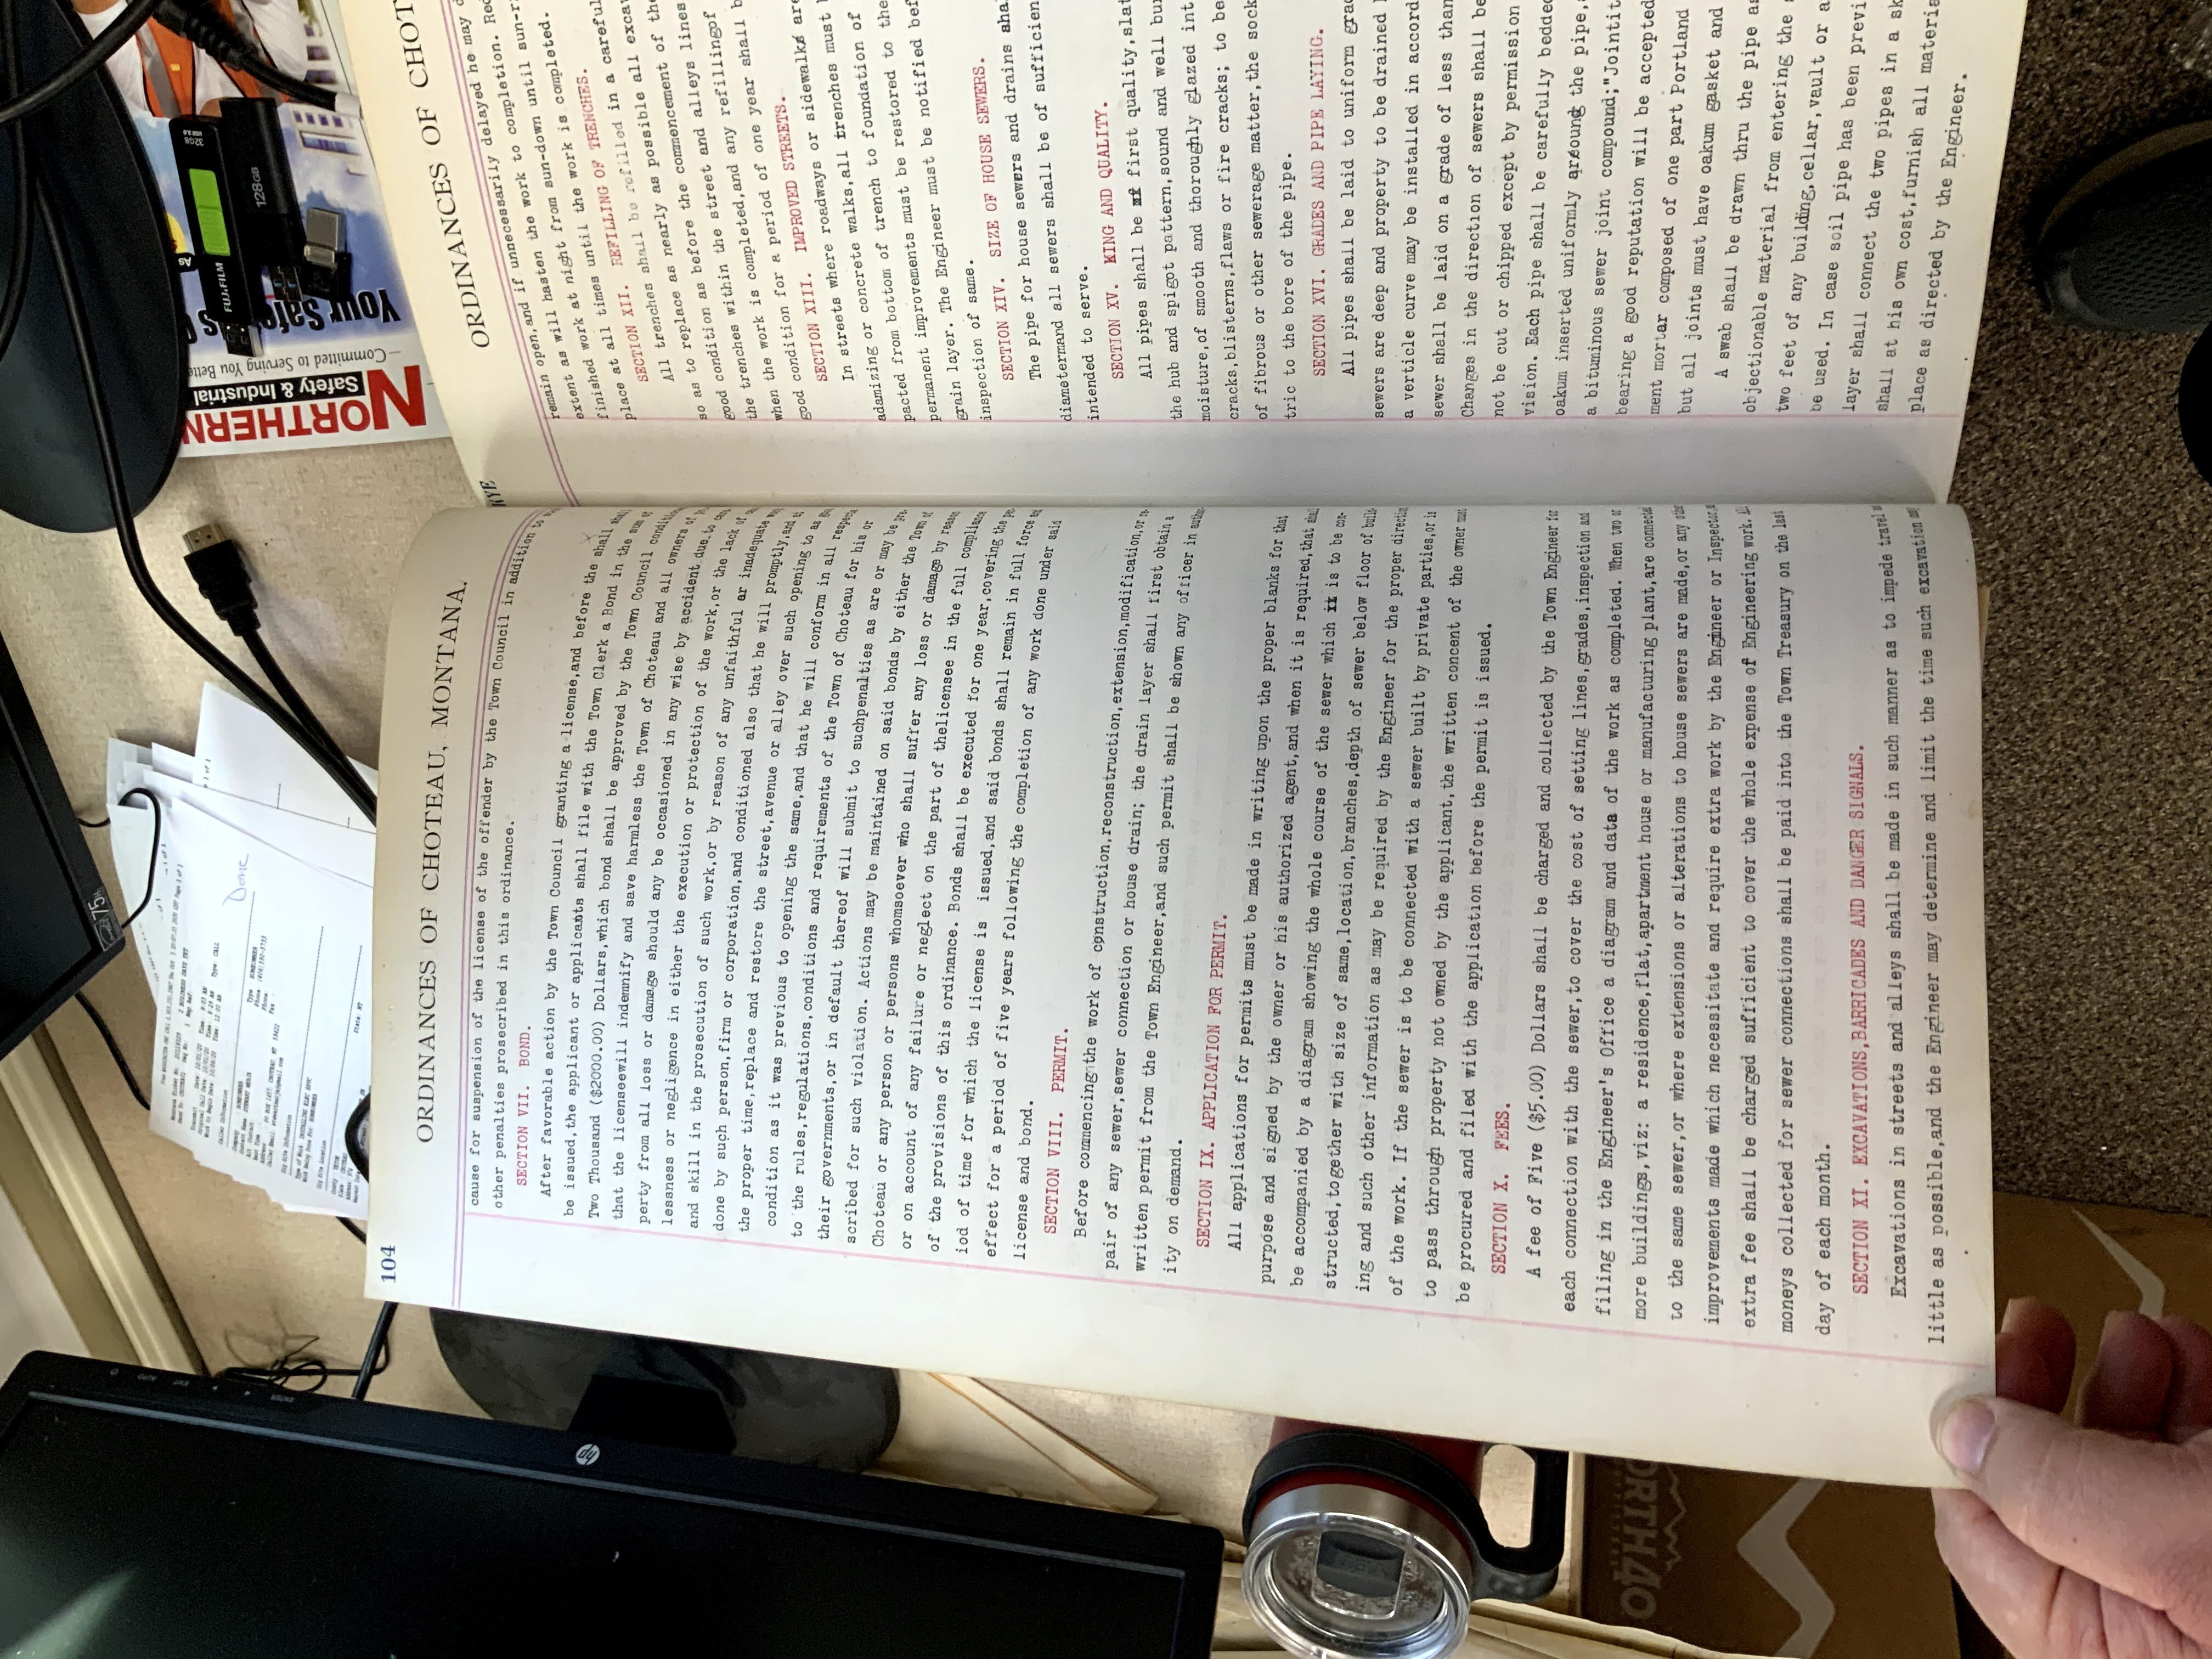 104
ORDINANCES OF CHOTEAU, MONTANA.
cause for suspension of the license of the offender by the Town Council in addition to
other penalties proscribed in this ordinance.
SECTION VII. BOND.
After favorable action by the Town Council granting a license,and before the shall
be issued,the applicant or applicants shall file with the Town Clerk a Bond in the sum
Two Thousand ($2000.00) Dollars,which bond shall be approved by the Town Council
that the licenseewill indemnify and save harmless the Town of Choteau and all owners
perty from all loss or damage should any be occasioned in any wise by accident due to
lessness or negligence in either the execution or protection of the work,or the lack
and skill in the prosecution of such work,or by reason of any unfaithful ar inadequate
done by such person,firm or corporation,and conditioned also that he will promptly,and
the proper time,replace and restore the street,avenue or alley over such opening to as
condition as it was previous to opening the same,and that he will conform in all
to the rules,regulations,conditions and requirements of the Town of Choteau for his
their governments,or in default thereof will submit to suchpenalties as are or may be
scribed for such violation. Actions may be maintained on said bonds by either the Town
Choteau or any person or persons whomsoever who shall suffer any loss or damage by
or on account of any failure or neglect on the part of thelicensee in the full
of the provisions of this ordinance. Bonds shall be executed for one year,covering the
iod of time for which the license is issued,and said bonds shall remain in full force
effect for a period of five years following the completion of any work done under said
license and bond.
SECTION VIII. PERMIT.
Before commencing the work of construction,reconstruction,extension,modification,or
pair of any sewer,sewer connection or house drain; the drain layer shall first obtain a
written permit from the Town Engineer,and such permit shall be shown any officer in
ity on demand.
SECTION IX. APPLICATION FOR PERMIT.
All applications for permits must be made in writing upon the proper blanks for that
purpose and signed by the owner or his authorized agent,and when it is required,that
be accompanied by a diagram showing the whole course of the sewer which it is to be con-
structed,together with size of same,location,branches,depth of sewer below floor of
ing and such other information as may be required by the Engineer for the proper
of the work. If the sewer is to be connected with a sewer built by private parties,or
to pass through property not owned by the applicant,the written concent of the owner
be procured and filed with the application before the permit is issued.
SECTION X. FEES.
A fee of Five ($5.00) Dollars shall be charged and collected by the Town Engineer for
each connection with the sewer,to cover the cost of setting lines,grades,inspection and
filing in the Engineer's Office a diagram and data of the work as completed. When two or
more buildings,viz: a residence,flat,apartment house or manufacturing plant,are
to the same sewer,or where extensions or alterations to house sewers are made,or any
improvements made which necessitate and require extra work by the Engineer or
extra fee shall be charged sufficient to cover the whole expense of Engineering work.
moneys collected for sewer connections shall be paid into the Town Treasury on the last
day of each month.
SECTION XI. EXCAVATIONS,BARRICADES AND DANGER SIGNALS.
Excavations in streets and alleys shall be made in such manner as to impede travel
little as possible,and the Engineer may determine and limit the time such excavation
ORDINANCES OF CHOT
remain open,and if unnecessarily delayed he may
extent as will hasten the work to completion. Red
finished work at night from sun-down until sun-r
place at all times until the work is completed.
SECTION XII. REFILLING OF TRENCHES.
All trenches shall be refilled in a careful
so as to replace as nearly as possible all excav
good condition as before the commencement of the
the trenches within the street and alleys lines
when the work is completed,and any refillingof
good condition for a period of one year shall b
SECTION XIII. IMPROVED STREETS.
In streets where roadways or sidewalks are
adamizing or concrete walks,all trenches must
pacted from bottom of trench to foundation of
permanent improvements must be restored to the
grain layer. The Engineer must be notified bef
inspection of same.
SECTION XIV. SIZE OF HOUSE SEWERS.
The pipe for house sewers and drains sha
diametermand all sewers shall be of sufficien
intended to serve.
SECTION XV. KING AND QUALITY.
All pipes shall be of first quality,slat
the hub and spigot pattern,sound and well bu
moisture,of smooth and thoroughly glazed int
cracks,blisterns,flaws or fire cracks; to be
of fibrous or other sewerage matter,the sock
tric to the bore of the pipe.
SECTION XVI. GRADES AND PIPE LAYING.
All pipes shall be laid to uniform grad
sewers are deep and property to be drained
a verticle curve may be installed in accord
sewer shall be laid on a grade of less than
Changes in the direction of sewers shall be
not be cut or chipped except by permission
vision. Each pipe shall be carefully bedded
oakum inserted uniformly around the pipe,
a bituminous sewer joint compound;"Jointit
bearing a good reputation will be accepted
ment mortar composed of one part Portland
but all joints must have oakum gasket and
A swab shall be drawn thru the pipe as
objectionable material from entering the
two feet of any building,cellar,vault or a
be used. In case soil pipe has been previ
layer shall connect the two pipes in a sk
shall at his own cost,furnish all materia
place as directed by the Engineer.
ORTH40
hp
ENTER
EXIT
AUTO
75
Done
NORTHERN
Safety & Industrial
Committed to Serving You Bette
Your Safe
As
FUJIFILM
32GB
USB 2.0
128GB